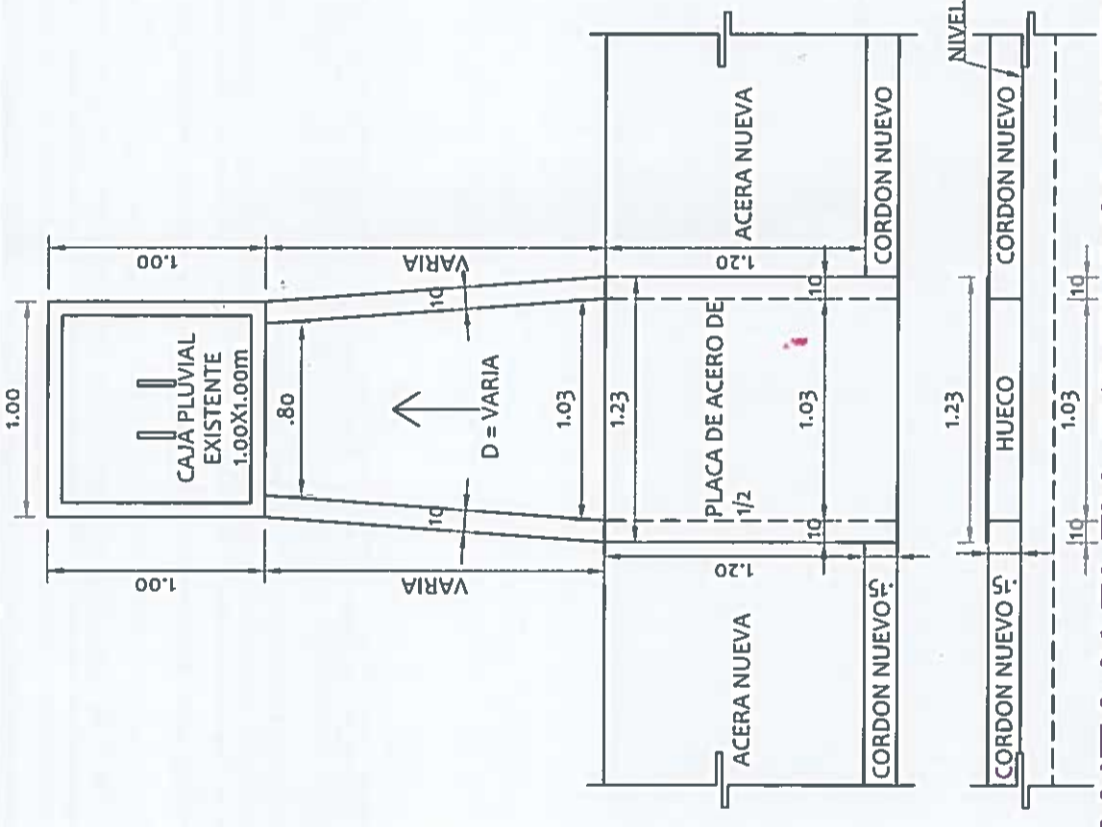 1.00
1.00
1.00
CAJA PLUVIAL
EXISTENTE
1.00X1.00m
.80
VARIA
VARIA
10
10
D = VARIA
1.03
1.23
PLACA DE ACERO DE
1/2
1.20
1.20
ACERA NUEVA
ACERA NUEVA
10
1.03
10
CORDON NUEVO
.15
CORDON NUEVO
1.23
NIVEL
CORDON NUEVO
.15
HUECO
CORDON NUEVO
10
1.03
10